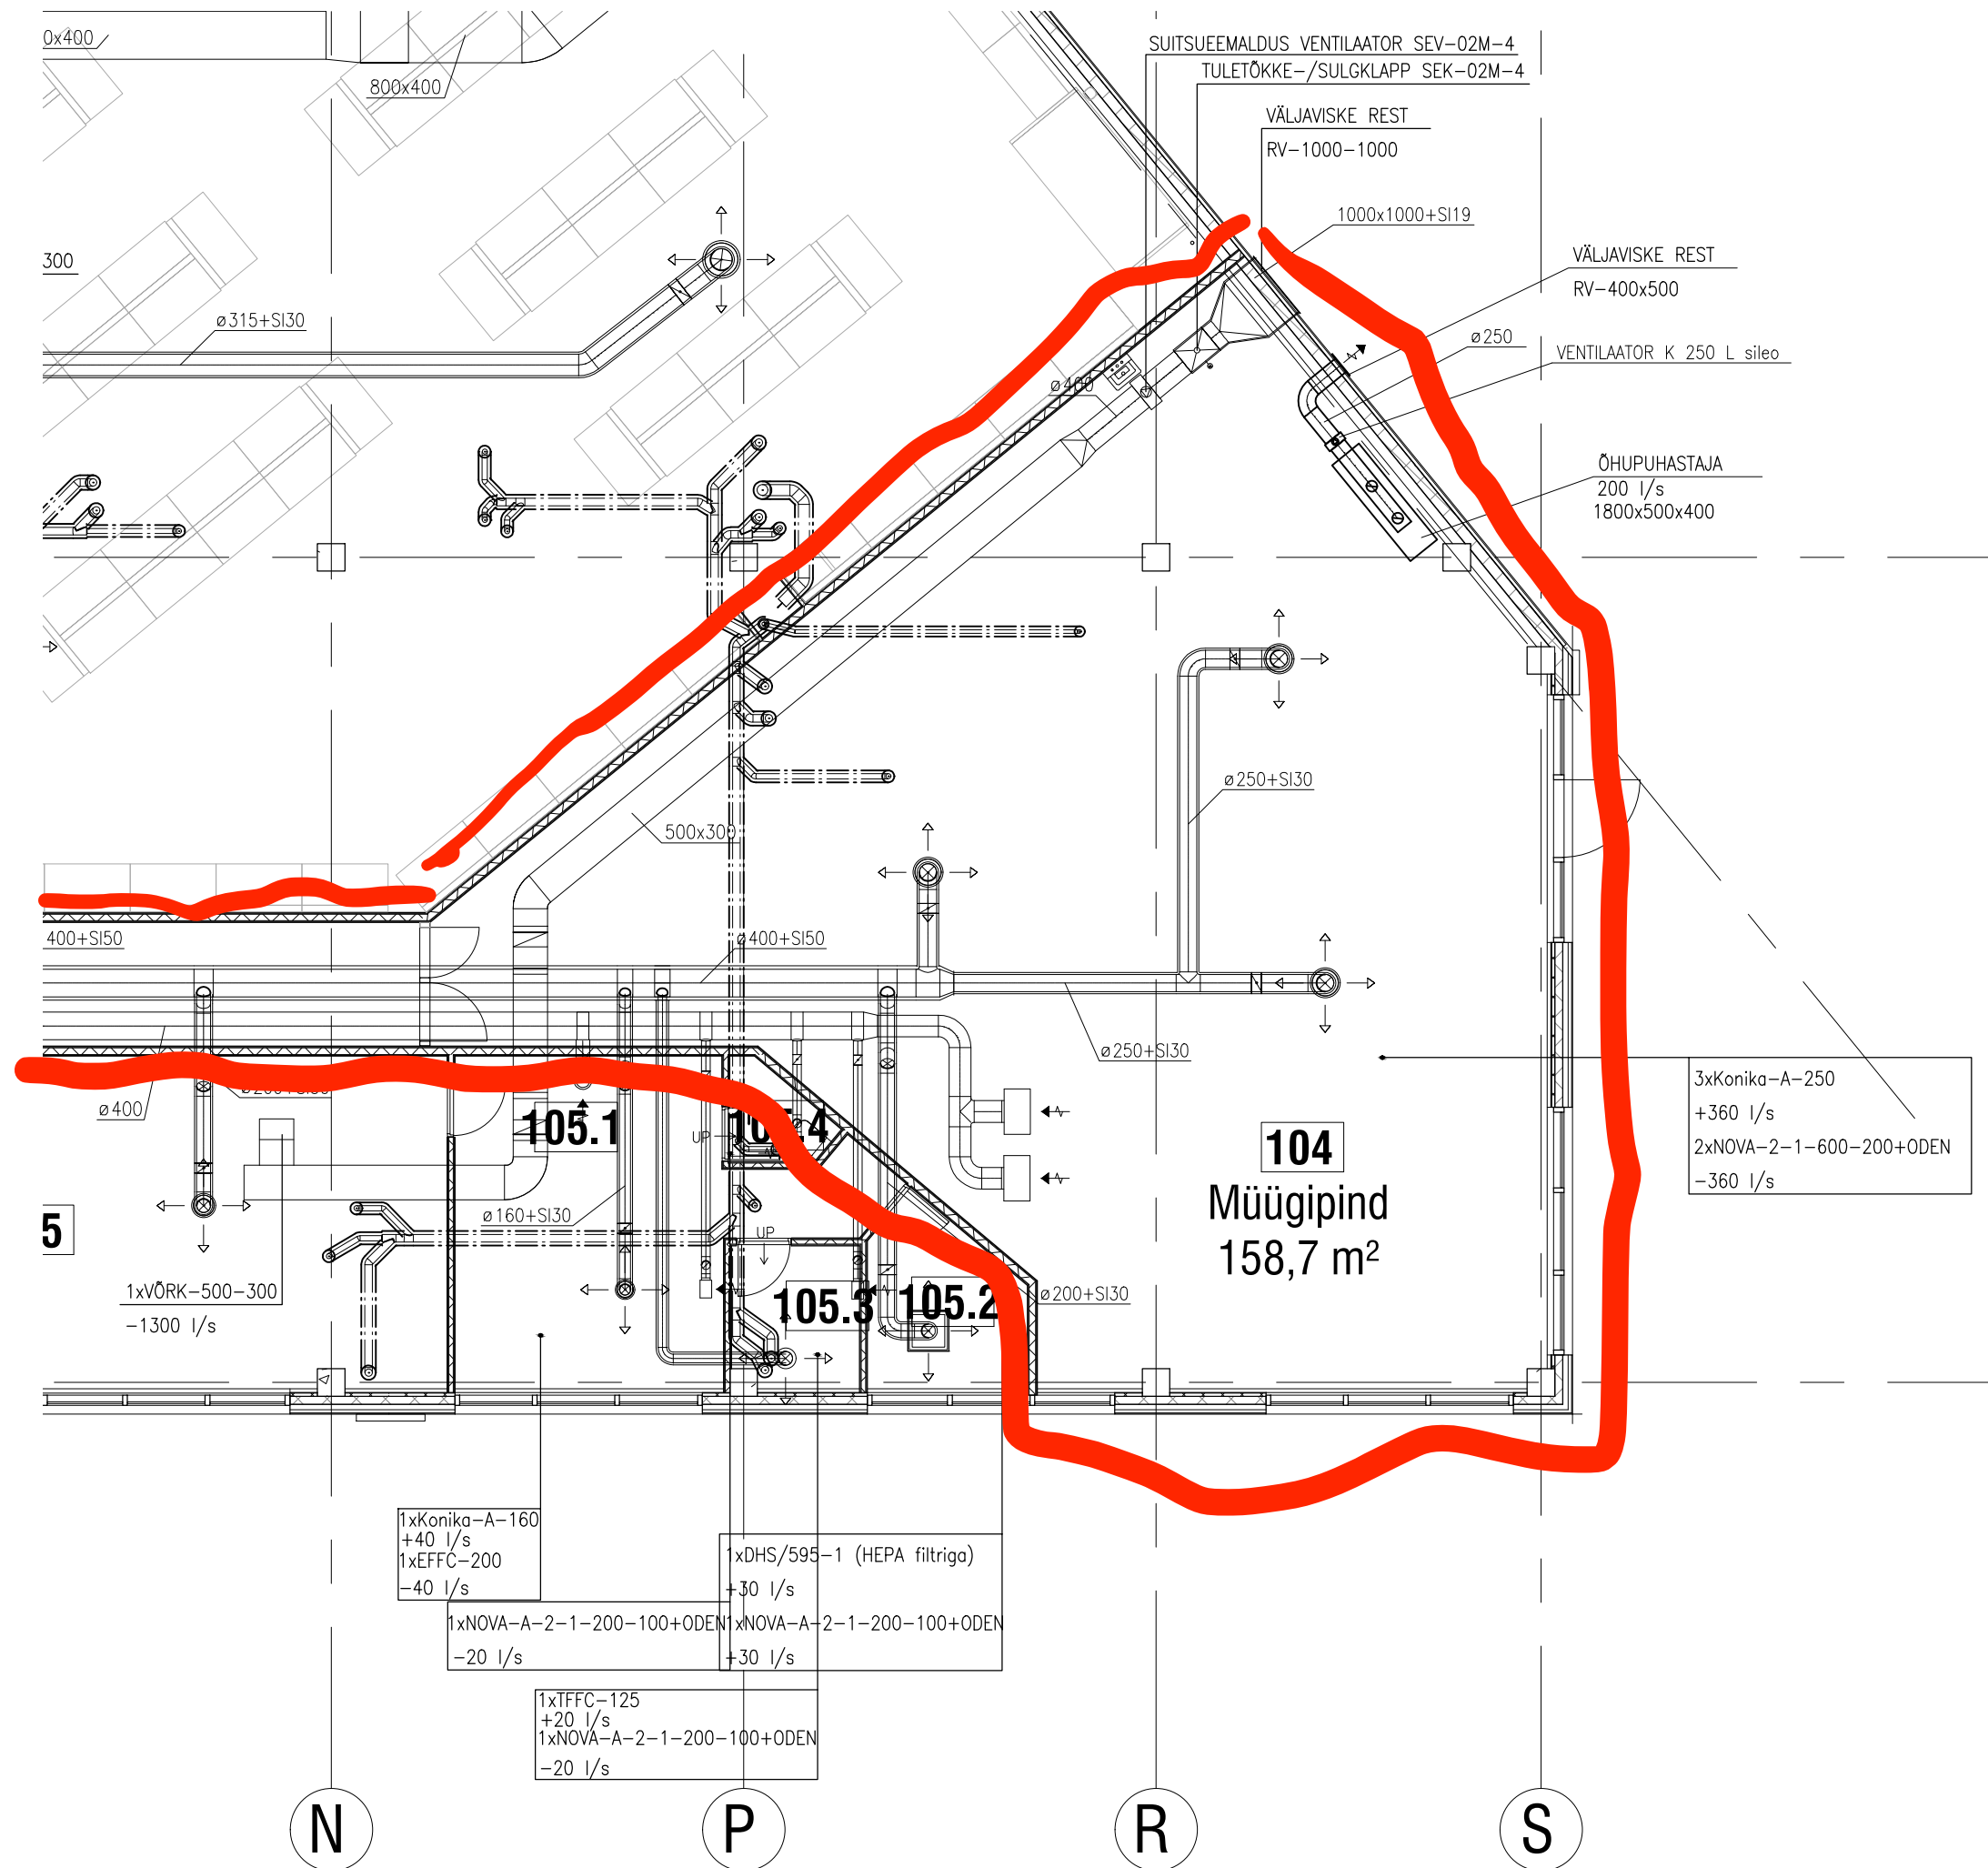 0x400
800x400
SUITSUEEMALDUS VENTILAATOR SEV-02M-4
TULETÕKKE-/SULGKLAPP SEK-02M-4
VÄLJAVISKE REST
RV-1000-1000
1000x1000+SI19
VÄLJAVISKE REST
RV-400x500
300
ø315+SI30
ø250
VENTILAATOR K 250 L sileo
ø400
ÕHUPUHASTAJA
200 l/s
1800x500x400
ø250+SI30
500x300
400+SI50
ø400+SI50
ø250+SI30
3xKonika-A-250
+360 l/s
2xNOVA-2-1-600-200+ODEN
-360 l/s
ø400
105.1
UP
104
Müügipind
158,7 m²
5
ø160+SI30
UP
1xVÕRK-500-300
-1300 l/s
105.3
105.2
ø200+SI30
1xKonika-A-160
+40 l/s
1xEFFC-200
-40 l/s
1xDHS/595-1 (HEPA filtriga)
+30 l/s
1xNOVA-A-2-1-200-100+ODEN
+30 l/s
1xNOVA-A-2-1-200-100+ODEN
-20 l/s
1xTFFC-125
+20 l/s
1xNOVA-A-2-1-200-100+ODEN
-20 l/s
N
P
R
S